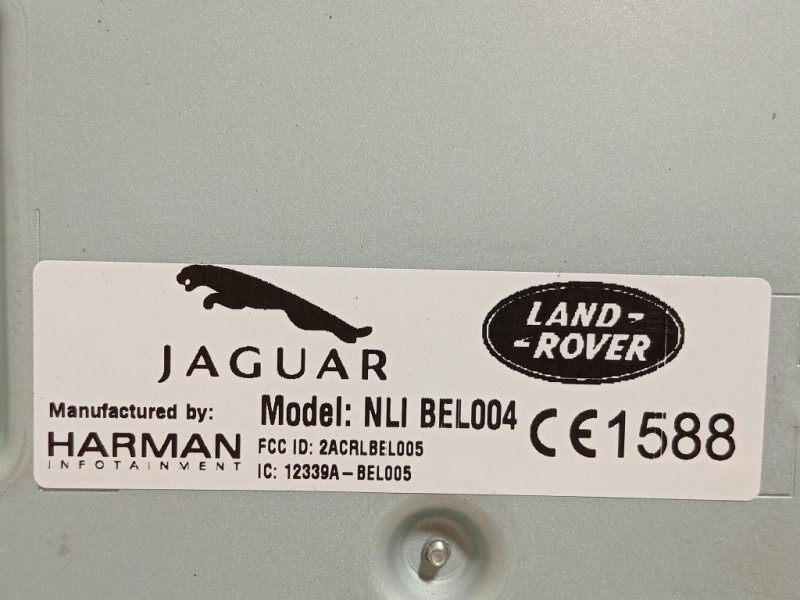 JAGUAR
LAND-
-ROVER
Manufactured by:
HARMAN
INFOTAINMENT
Model: NLI BEL004
FCC ID: 2ACRLBEL005
IC: 12339A-BEL005
CE1588